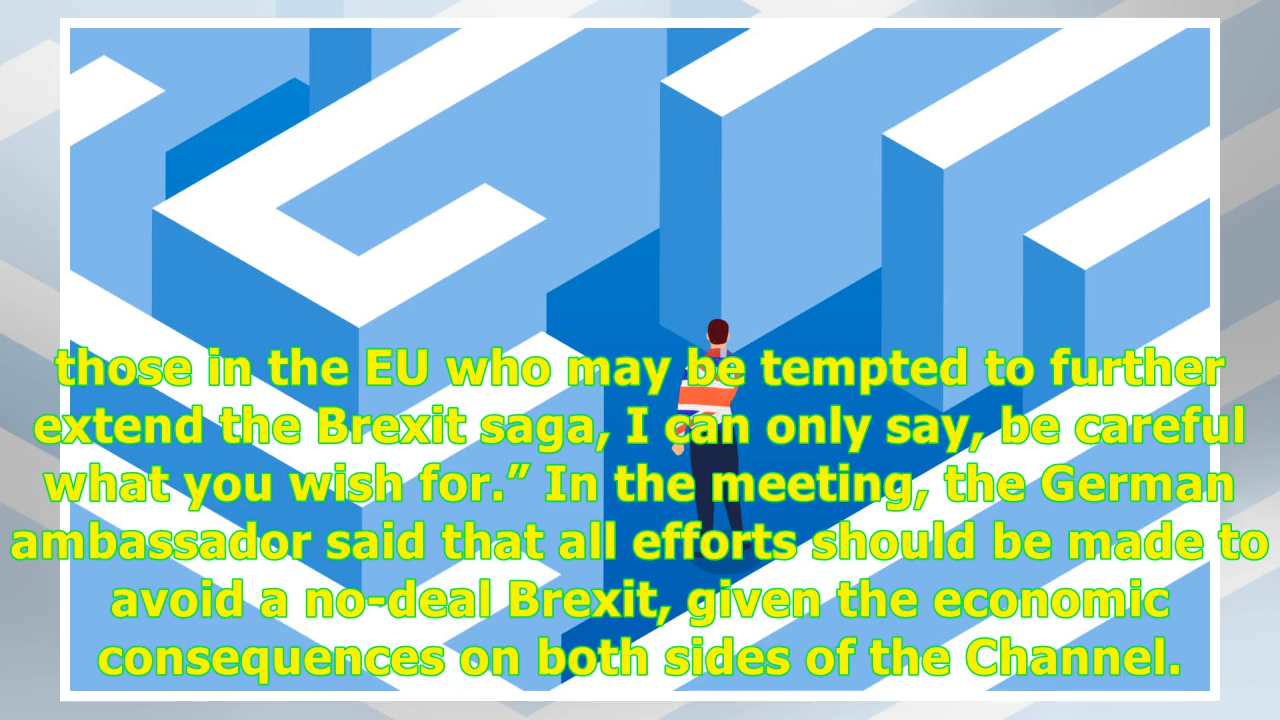 those in the EU who may be tempted to further
extend the Brexit saga, I can only say, be careful
what you wish for.” In the meeting, the German
ambassador said that all efforts should be made to
avoid a no-deal Brexit, given the economic
consequences on both sides of the Channel.